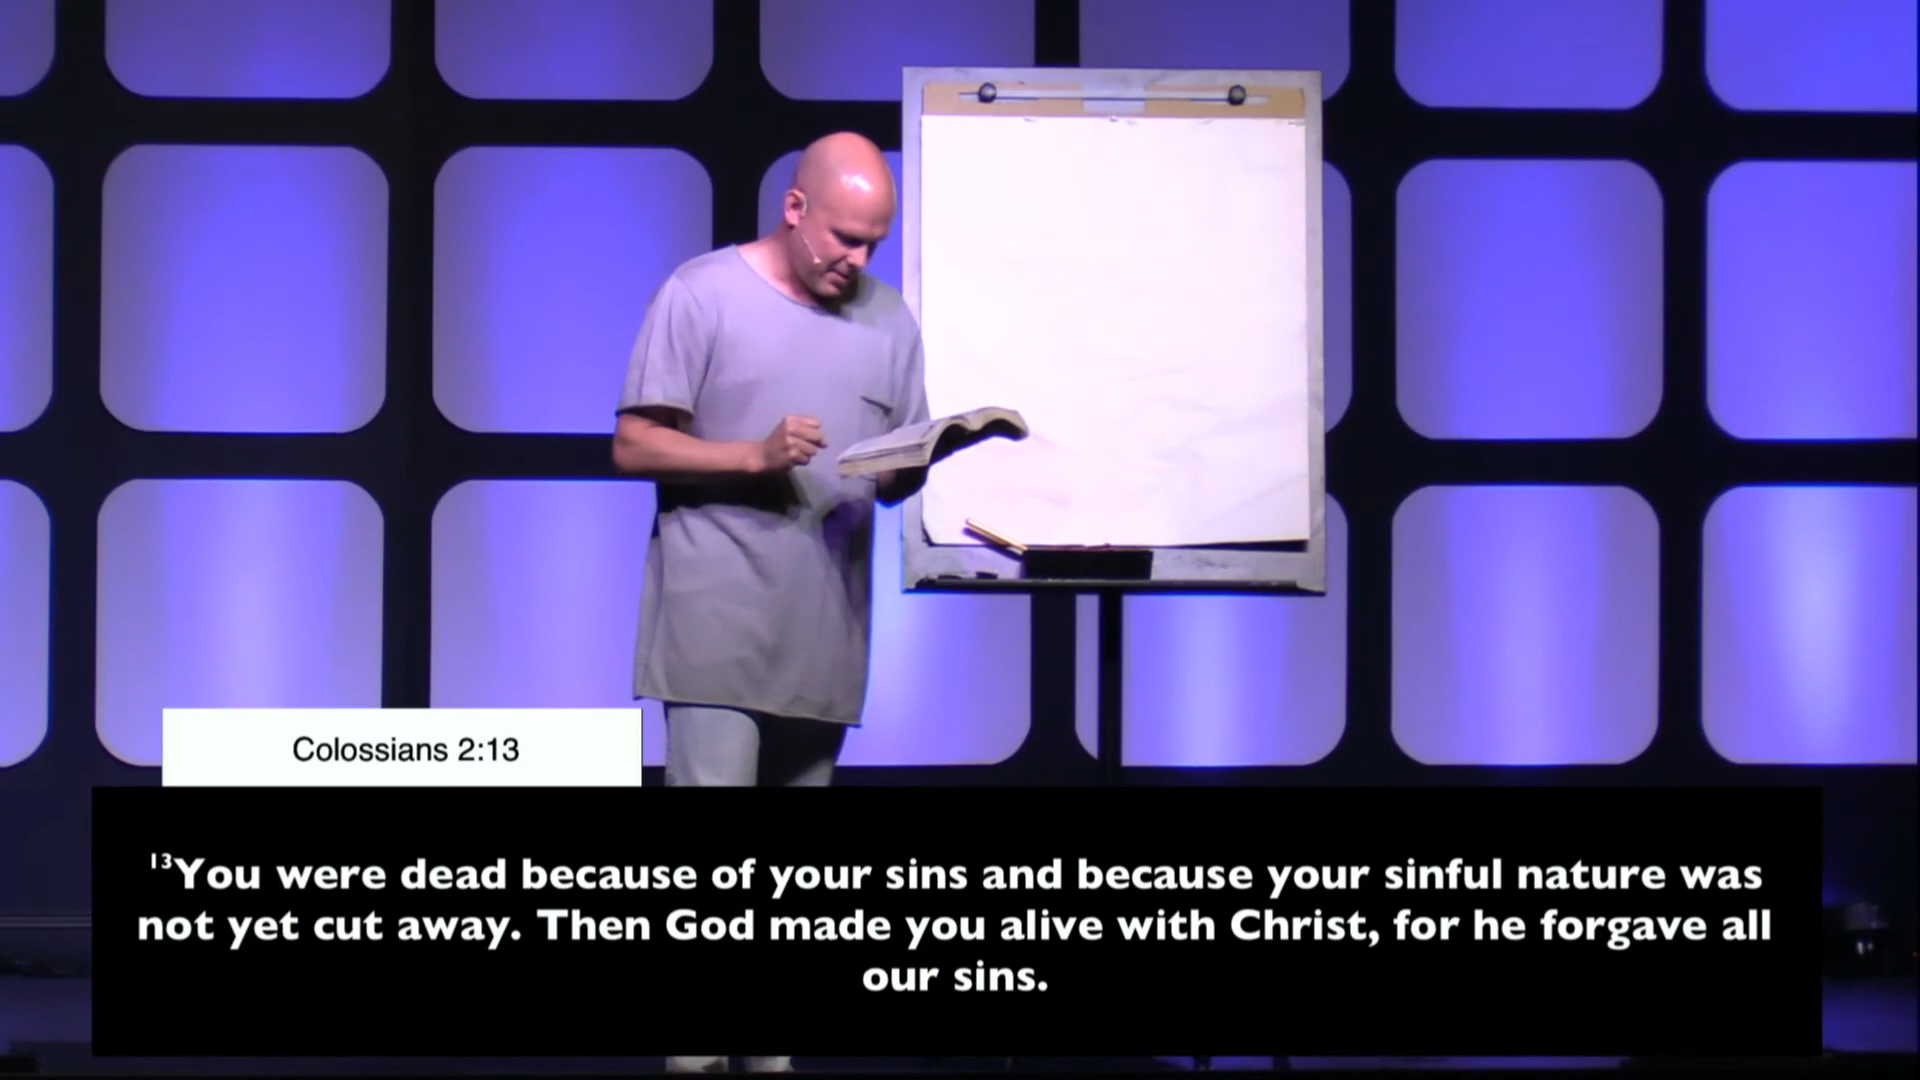 Colossians 2:13
¹³You were dead because of your sins and because your sinful nature was
not yet cut away. Then God made you alive with Christ, for he forgave all
our sins.